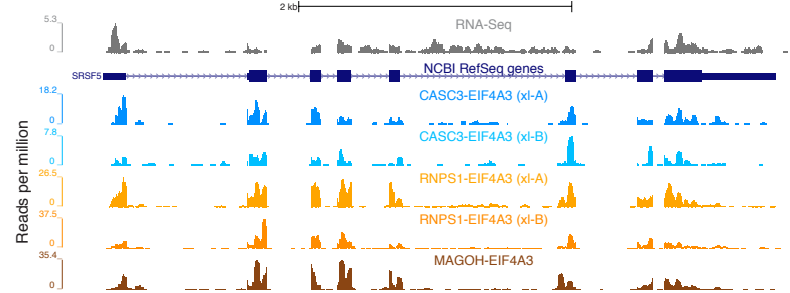 2 kb
5.3
RNA-Seq
0
NCBI RefSeq genes
SRSF5
18.2
CASC3-EIF4A3 (xl-A)
0
7.8
CASC3-EIF4A3 (xl-B)
0
26.5
RNPS1-EIF4A3 (xl-A)
0
37.5
RNPS1-EIF4A3 (xl-B)
0
35.4
MAGOH-EIF4A3
0
Reads per million